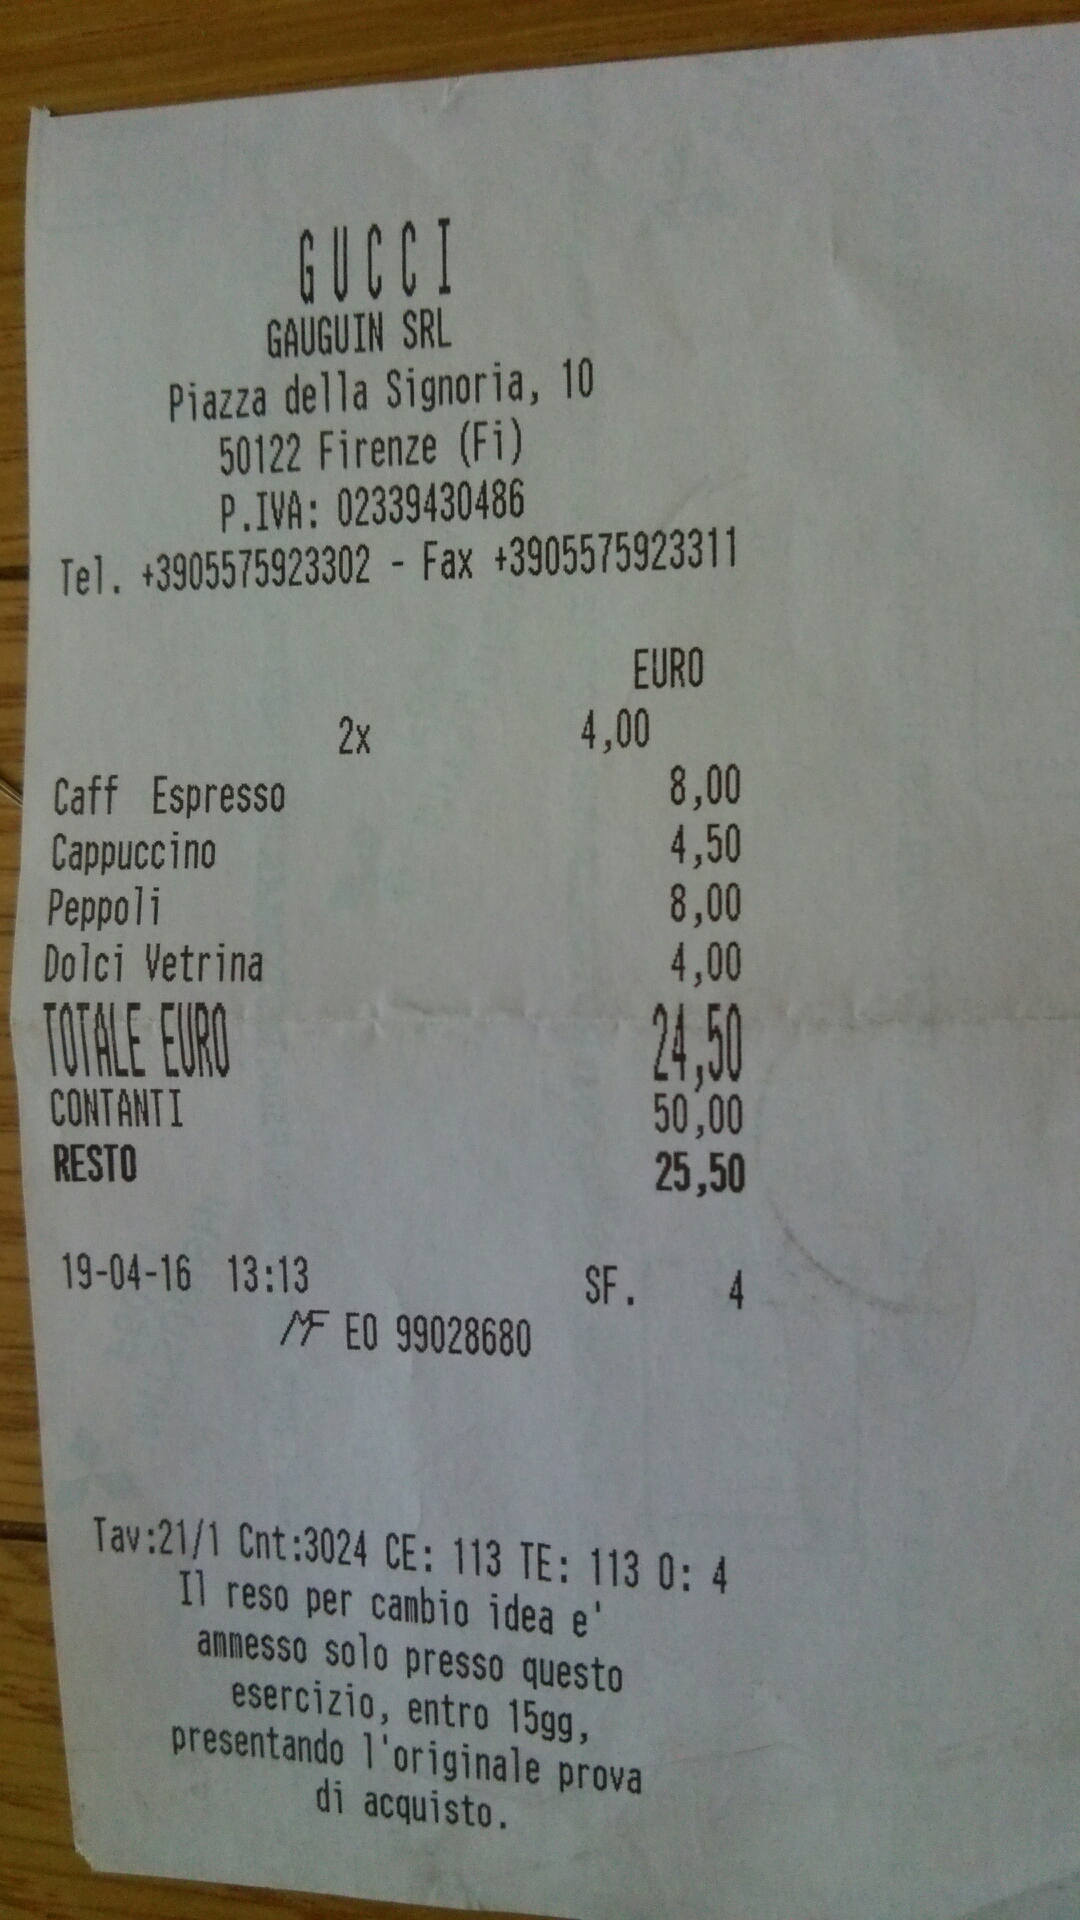 GUCCI
GAUGUIN SRL
Piazza della Signoria, 10
50122 Firenze (Fi)
P.IVA: 02339430486
Tel. +3905575923302 - Fax +3905575923311
EURO
2x 4,00
Caff Espresso 8,00
Cappuccino 4,50
Peppoli 8,00
Dolci Vetrina 4,00
TOTALE EURO 24,50
CONTANTI 50,00
RESTO 25,50
19-04-16 13:13 SF. 4
MF EO 99028680
Tav:21/1 Cnt:3024 CE: 113 TE: 113 O: 4
Il reso per cambio idea e'
ammesso solo presso questo
esercizio, entro 15gg,
presentando l'originale prova
di acquisto.